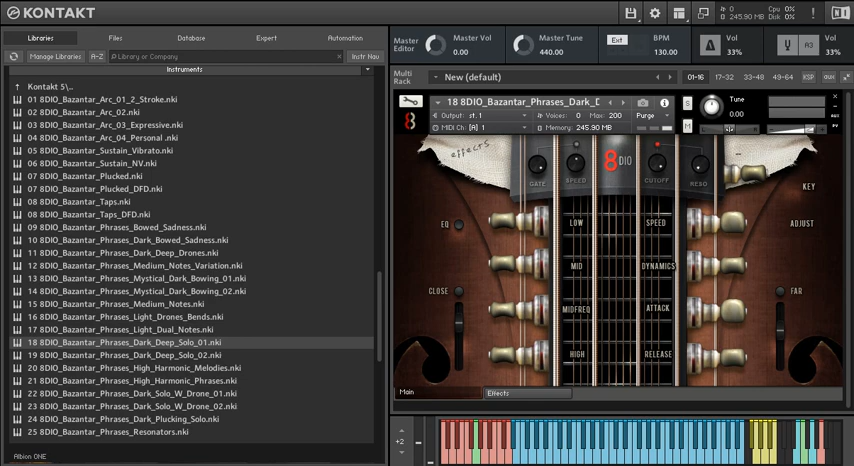 KONTAKT
0
245.90 MB
Cpu 0%
Disk 0%
!
Libraries
Files
Database
Expert
Automation
Manage Libraries
A-Z
Library or Company
Instr Nav
Instruments
Kontakt 5\..
01 8DIO_Bazantar_Arc_01_2_Stroke.nki
02 8DIO_Bazantar_Arc_02.nki
03 8DIO_Bazantar_Arc_03_Expressive.nki
04 8DIO_Bazantar_Arc_04_Personal .nki
05 8DIO_Bazantar_Sustain_Vibrato.nki
06 8DIO_Bazantar_Sustain_NV.nki
07 8DIO_Bazantar_Plucked.nki
07 8DIO_Bazantar_Plucked_DFD.nki
08 8DIO_Bazantar_Taps.nki
08 8DIO_Bazantar_Taps_DFD.nki
09 8DIO_Bazantar_Phrases_Bowed_Sadness.nki
10 8DIO_Bazantar_Phrases_Dark_Bowed_Sadness.nki
11 8DIO_Bazantar_Phrases_Dark_Deep_Drones.nki
12 8DIO_Bazantar_Phrases_Medium_Notes_Variation.nki
13 8DIO_Bazantar_Phrases_Mystical_Dark_Bowing_01.nki
14 8DIO_Bazantar_Phrases_Mystical_Dark_Bowing_02.nki
15 8DIO_Bazantar_Phrases_Medium_Notes.nki
16 8DIO_Bazantar_Phrases_Light_Drones_Bends.nki
17 8DIO_Bazantar_Phrases_Light_Dual_Notes.nki
18 8DIO_Bazantar_Phrases_Dark_Deep_Solo_01.nki
19 8DIO_Bazantar_Phrases_Dark_Deep_Solo_02.nki
20 8DIO_Bazantar_Phrases_High_Harmonic_Melodies.nki
21 8DIO_Bazantar_Phrases_High_Harmonic_Phrases.nki
22 8DIO_Bazantar_Phrases_Dark_Solo_W_Drone_01.nki
23 8DIO_Bazantar_Phrases_Dark_Solo_W_Drone_02.nki
24 8DIO_Bazantar_Phrases_Dark_Plucking_Solo.nki
25 8DIO_Bazantar_Phrases_Resonators.nki
Albion ONE
Master Editor
Master Vol
0.00
Master Tune
440.00
Ext
BPM
130.00
Vol
33%
A3
Vol
33%
Multi Rack
New (default)
01-16
17-32
33-48
49-64
KSP
aux
18 8DIO_Bazantar_Phrases_Dark_D
Output: st.1
Voices: 0
Max: 200
Purge
MIDI Ch: [A] 1
Memory: 245.90 MB
S
M
Tune
0.00
effects
GATE
SPEED
8DIO
CUTOFF
RESO
KEY
EQ
LOW
SPEED
ADJUST
MID
DYNAMICS
CLOSE
FAR
MIDFREQ
ATTACK
HIGH
RELEASE
Main
Effects
+2